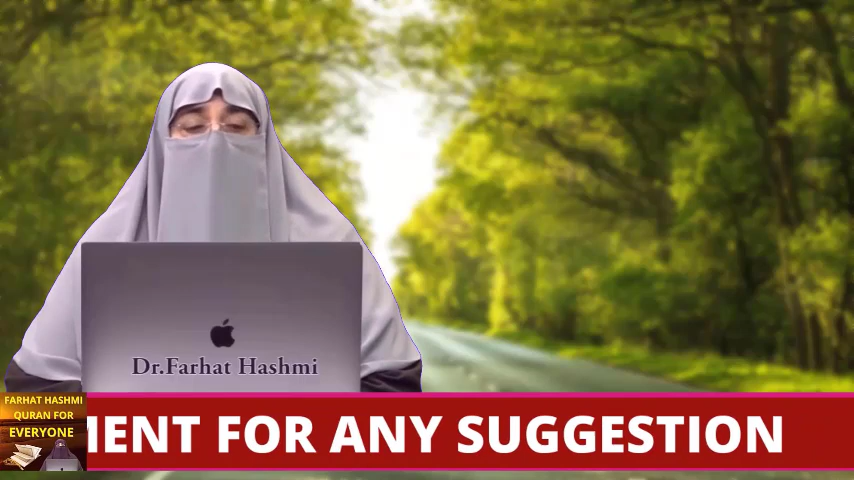 Dr.Farhat Hashmi
FARHAT HASHMI
QURAN FOR
EVERYONE
MENT FOR ANY SUGGESTION